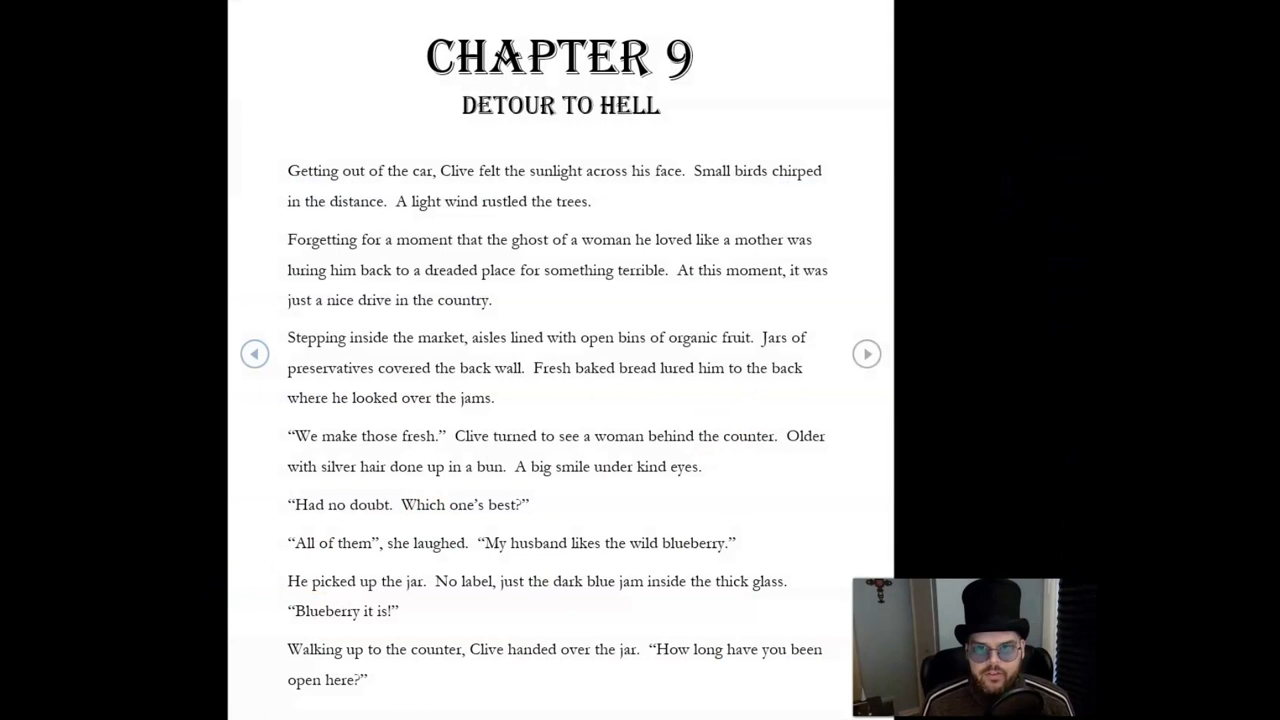 CHAPTER 9
DETOUR TO HELL
Getting out of the car, Clive felt the sunlight across his face.  Small birds chirped
in the distance.  A light wind rustled the trees.
Forgetting for a moment that the ghost of a woman he loved like a mother was
luring him back to a dreaded place for something terrible.  At this moment, it was
just a nice drive in the country.
Stepping inside the market, aisles lined with open bins of organic fruit.  Jars of
preservatives covered the back wall.  Fresh baked bread lured him to the back
where he looked over the jams.
“We make those fresh.”  Clive turned to see a woman behind the counter.  Older
with silver hair done up in a bun.  A big smile under kind eyes.
“Had no doubt.  Which one’s best?”
“All of them”, she laughed.  “My husband likes the wild blueberry.”
He picked up the jar.  No label, just the dark blue jam inside the thick glass.
“Blueberry it is!”
Walking up to the counter, Clive handed over the jar.  “How long have you been
open here?”